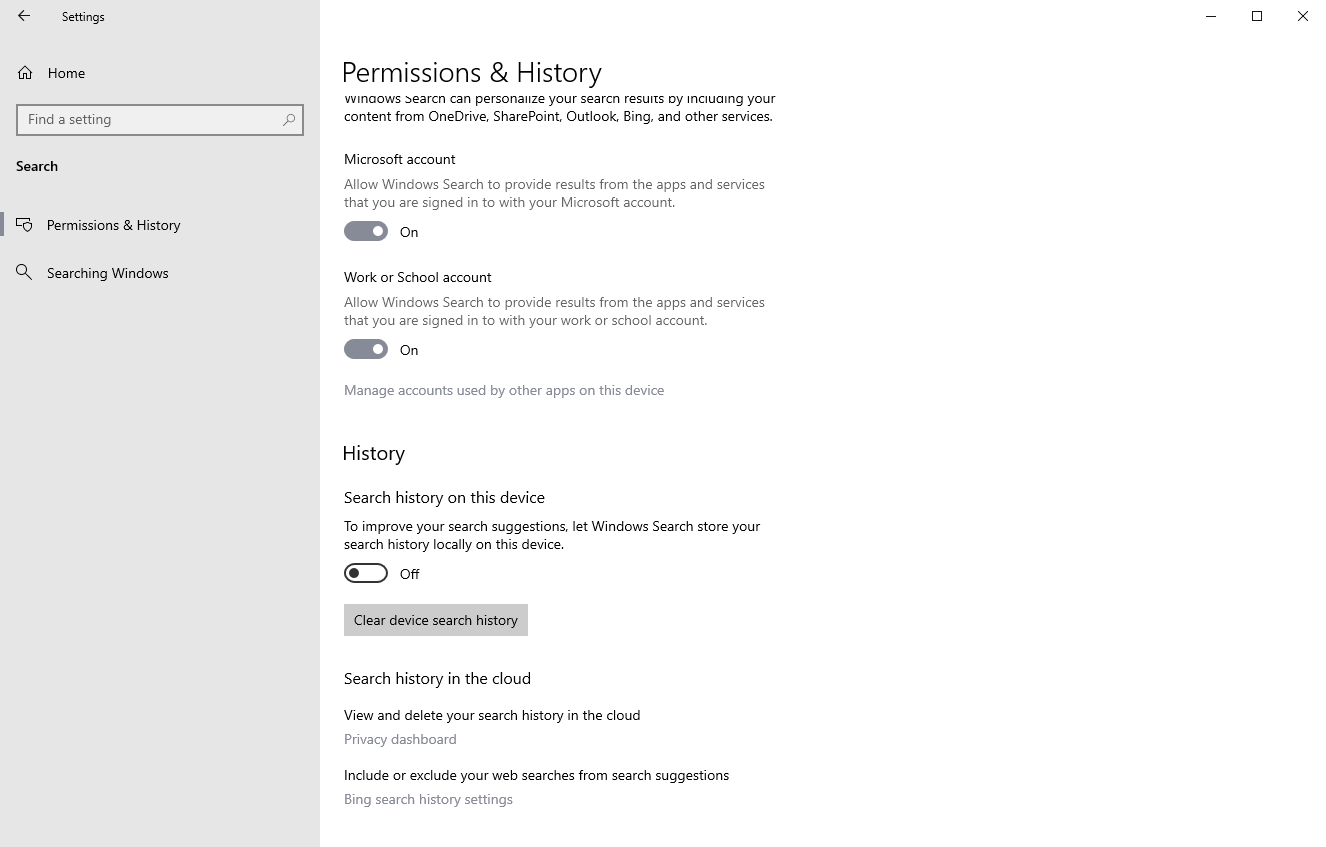 Settings
Home
Find a setting
Search
Permissions & History
Searching Windows
Permissions & History
Windows Search can personalize your search results by including your
content from OneDrive, SharePoint, Outlook, Bing, and other services.
Microsoft account
Allow Windows Search to provide results from the apps and services
that you are signed in to with your Microsoft account.
On
Work or School account
Allow Windows Search to provide results from the apps and services
that you are signed in to with your work or school account.
On
Manage accounts used by other apps on this device
History
Search history on this device
To improve your search suggestions, let Windows Search store your
search history locally on this device.
Off
Clear device search history
Search history in the cloud
View and delete your search history in the cloud
Privacy dashboard
Include or exclude your web searches from search suggestions
Bing search history settings